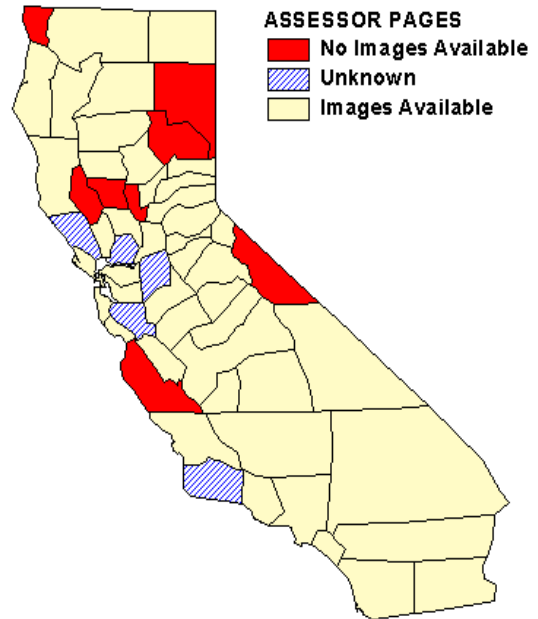 ASSESSOR PAGES
No Images Available
Unknown
Images Available